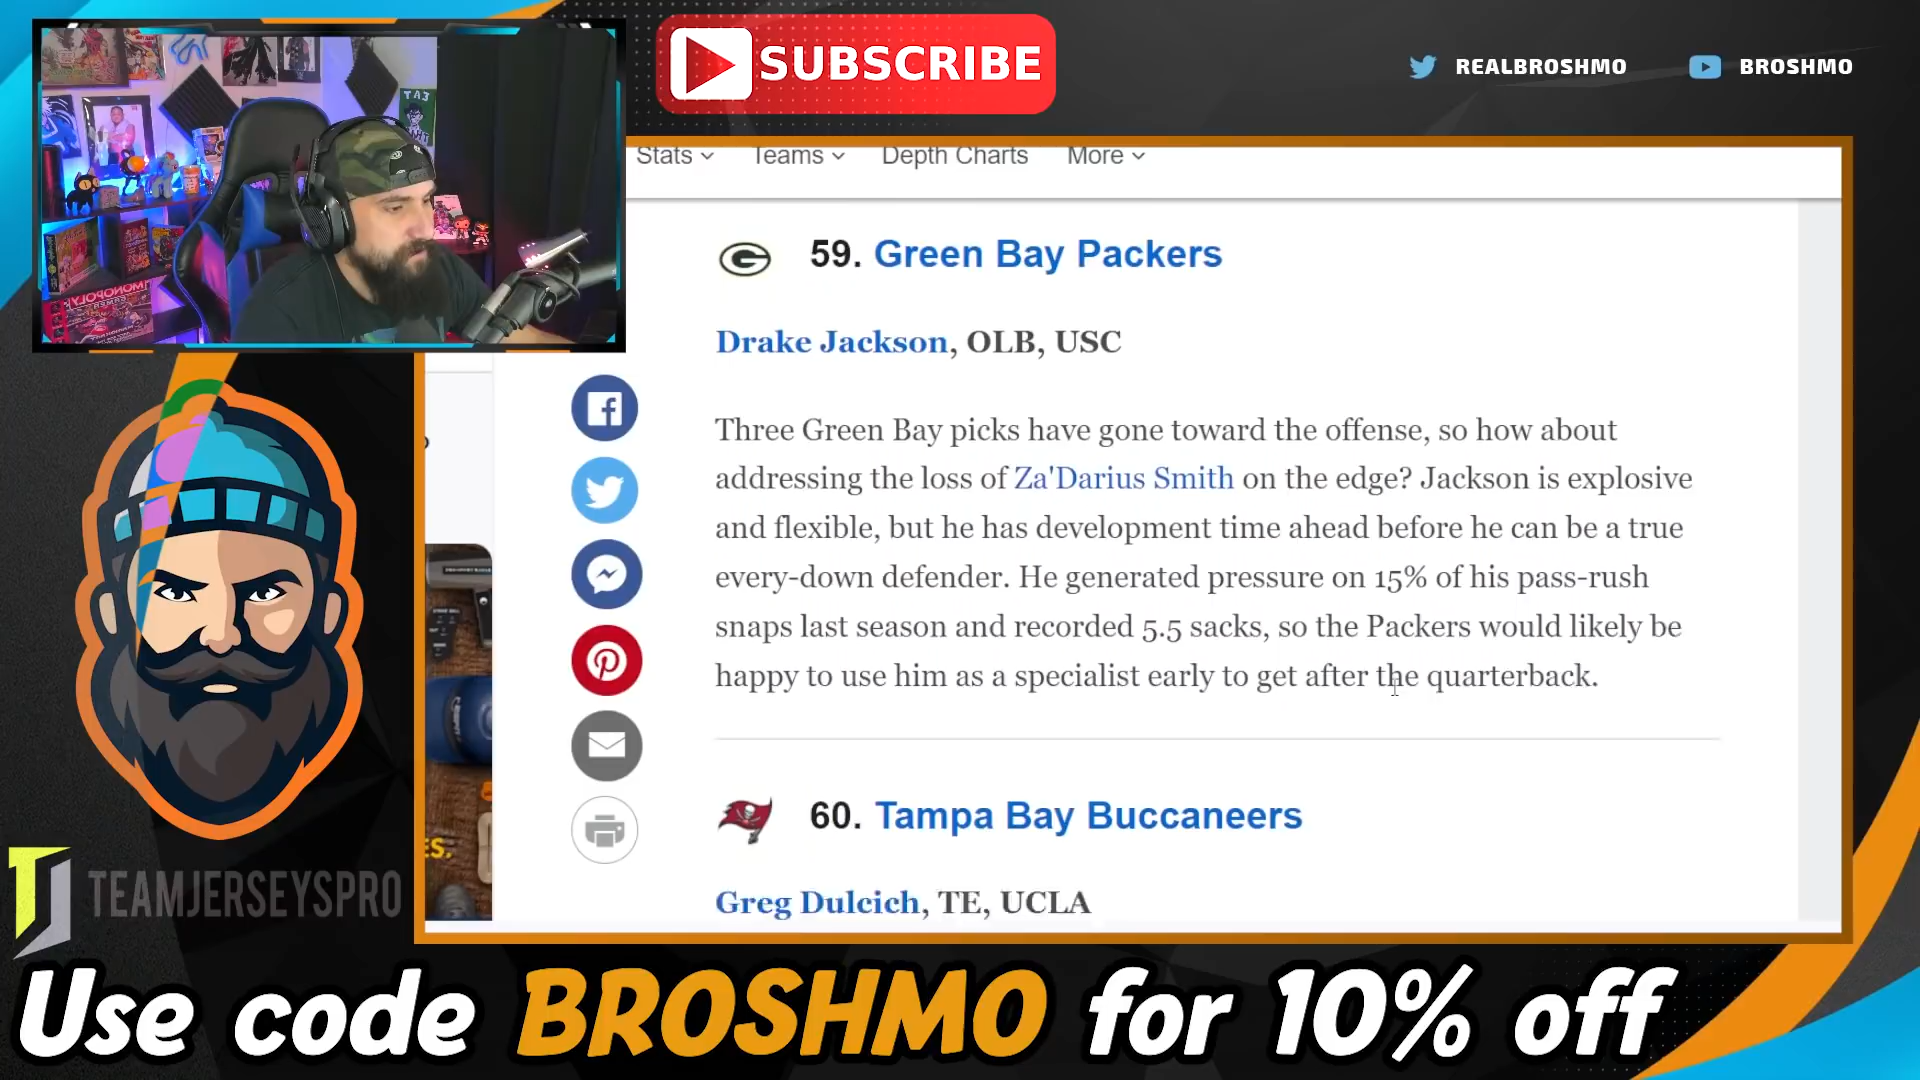 SUBSCRIBE
REALBROSHMO
BROSHMO
Stats
Teams
Depth Charts
More
59. Green Bay Packers
Drake Jackson, OLB, USC
Three Green Bay picks have gone toward the offense, so how about
addressing the loss of Za'Darius Smith on the edge? Jackson is explosive
and flexible, but he has development time ahead before he can be a true
every-down defender. He generated pressure on 15% of his pass-rush
snaps last season and recorded 5.5 sacks, so the Packers would likely be
happy to use him as a specialist early to get after the quarterback.
60. Tampa Bay Buccaneers
Greg Dulcich, TE, UCLA
MONOPOLY
ES.
TEAMJERSEYSPRO
Use code BROSHMO for 10% off